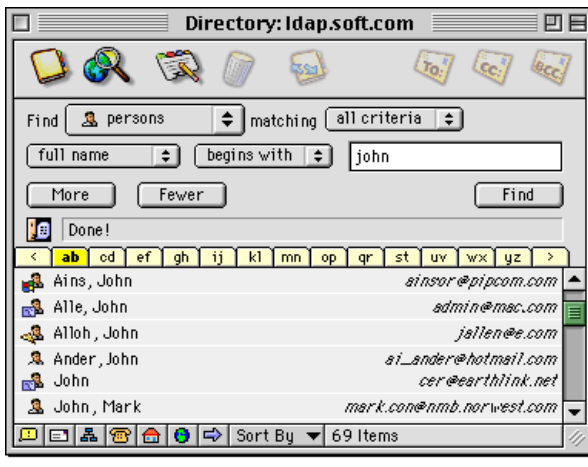 Directory: ldap.soft.com
TO: CC: BCC:
Find persons matching all criteria
full name begins with john
More Fewer Find
Done!
< ab cd ef gh ij kl mn op qr st uv wx yz >
Ains, John ainsor@pipcom.com
Alle, John admin@mac.com
Alloh, John jallen@e.com
Ander, John ai_ander@hotmail.com
John cer@earthlink.net
John, Mark mark.con@nmb.norwest.com
Sort By 69 Items